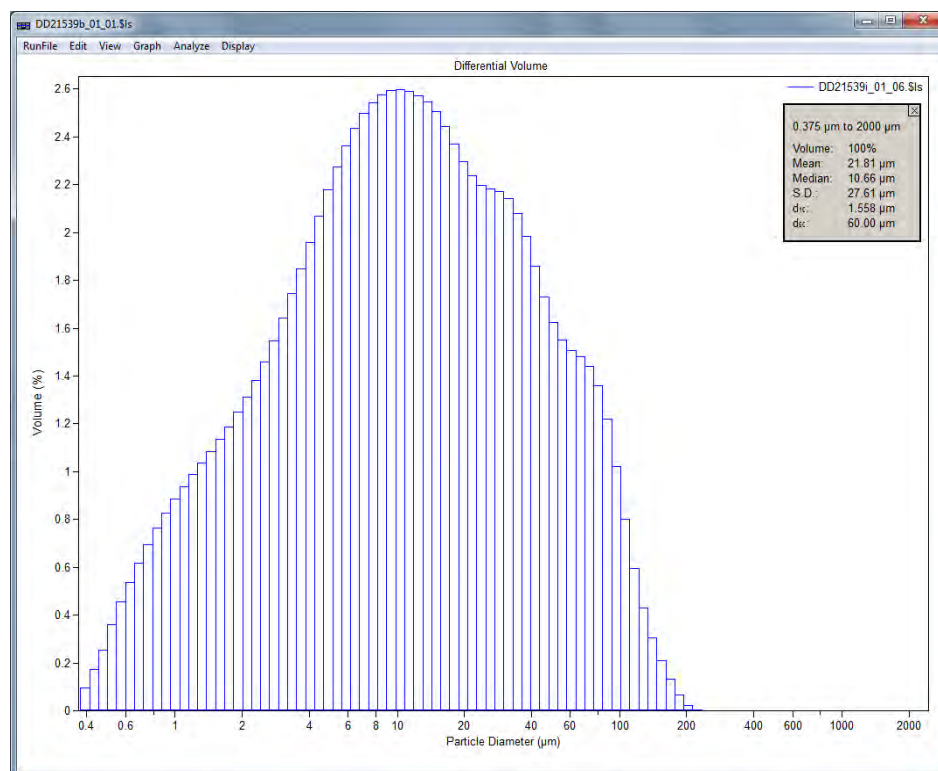 DD21539b_01_01.$ls
RunFile Edit View Graph Analyze Display
Differential Volume
DD21539i_01_06.$ls
0.375 µm to 2000 µm
Volume: 100%
Mean: 21.81 µm
Median: 10.66 µm
S.D.: 27.61 µm
1.558 µm
60.00 µm
2.6
2.4
2.2
2
1.8
1.6
1.4
1.2
1
0.8
0.6
0.4
0.2
0
Volume (%)
0.4 0.6 1 2 4 6 8 10 20 40 60 100 200 400 600 1000 2000
Particle Diameter (µm)